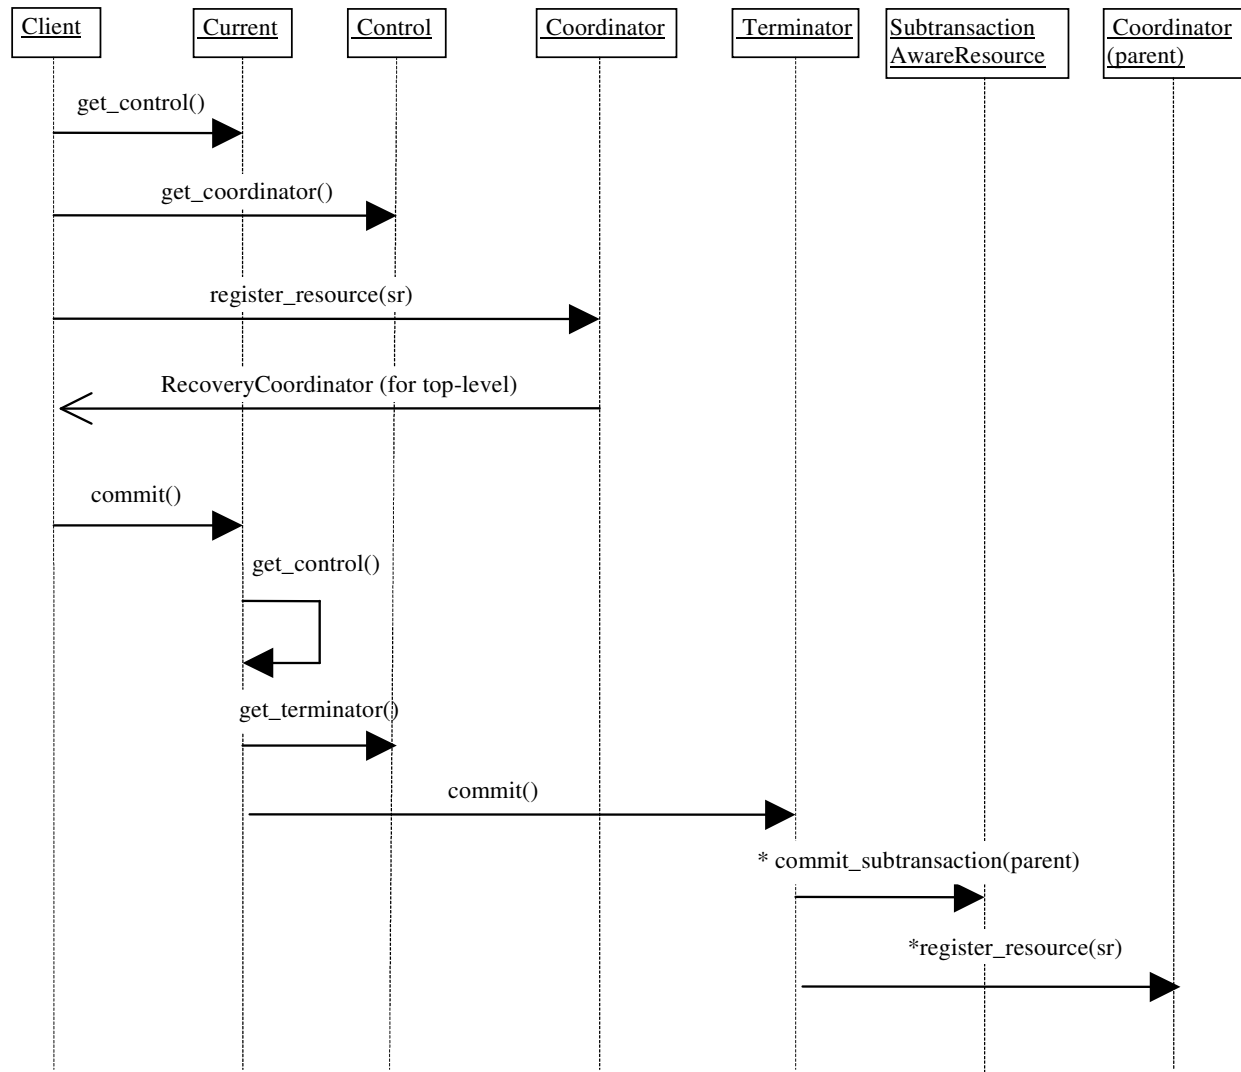 Client
Current
Control
Coordinator
Terminator
Subtransaction
AwareResource
Coordinator
(parent)
get_control()
get_coordinator()
register_resource(sr)
RecoveryCoordinator (for top-level)
commit()
get_control()
get_terminator()
commit()
* commit_subtransaction(parent)
*register_resource(sr)